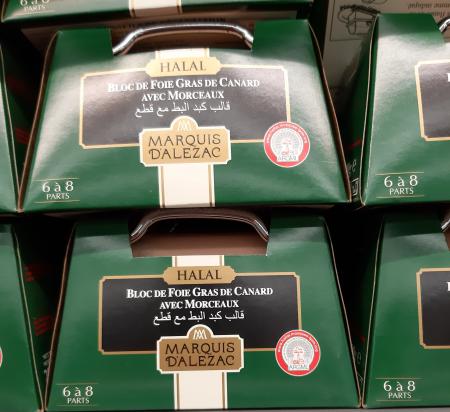 HALAL
BLOC DE FOIE GRAS DE CANARD
AVEC MORCEAUX
قالب كبد البط مع قطع
MARQUIS
D'ALEZAC
ARGML
6 à 8
PARTS
6 à 8
PARTS
HALAL
BLOC DE FOIE GRAS DE CANARD
AVEC MORCEAUX
قالب كبد البط مع قطع
MARQUIS
D'ALEZAC
ARGML
6 à 8
PARTS
6 à 8
PARTS